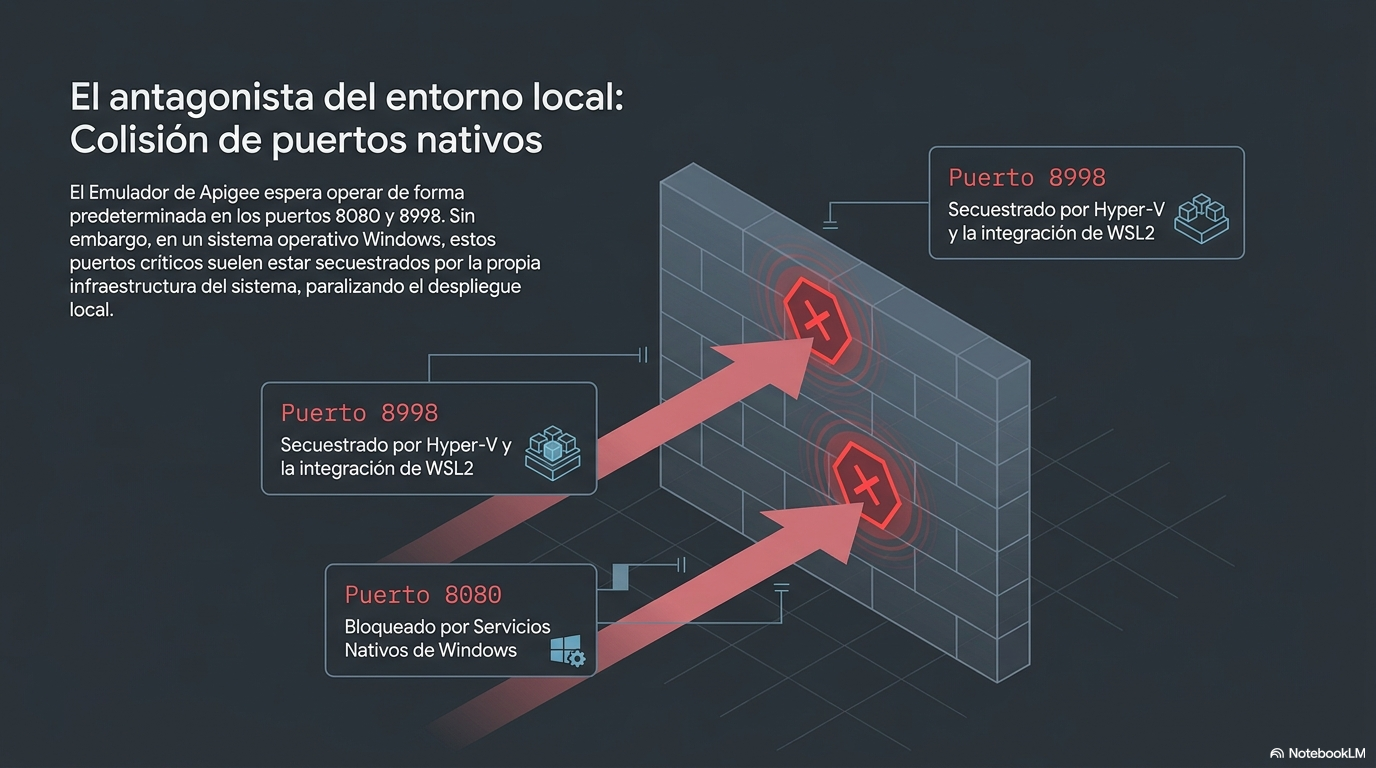 El antagonista del entorno local:
Colisión de puertos nativos
El Emulador de Apigee espera operar de forma
predeterminada en los puertos 8080 y 8998. Sin
embargo, en un sistema operativo Windows, estos
puertos críticos suelen estar secuestrados por la propia
infraestructura del sistema, paralizando el despliegue
local.
Puerto 8998
Secuestrado por Hyper-V
y la integración de WSL2
Puerto 8998
Secuestrado por Hyper-V y
la integración de WSL2
Puerto 8080
Bloqueado por Servicios
Nativos de Windows
NotebookLM